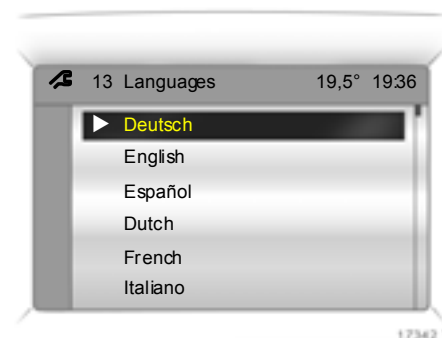 13 Languages 19,5° 19:36
Deutsch
English
Español
Dutch
French
Italiano
17342